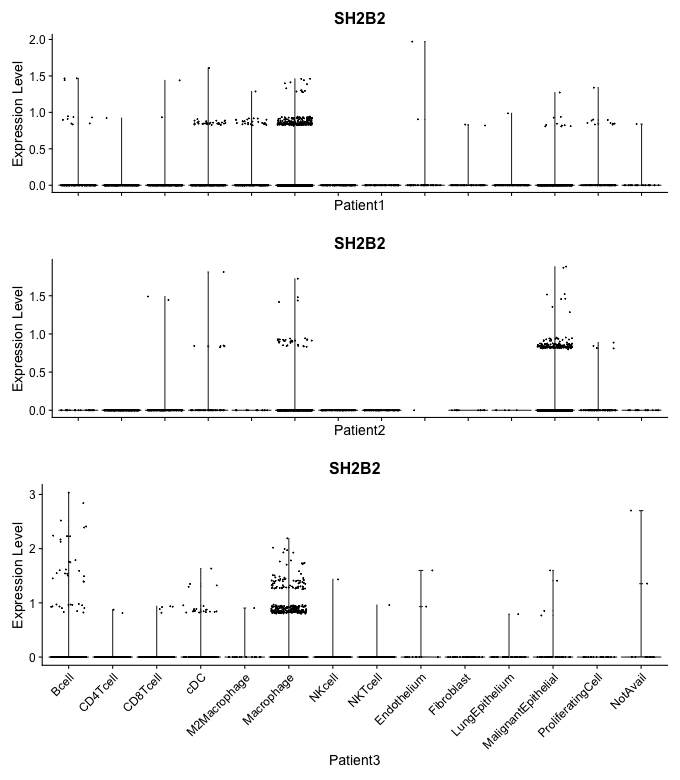 SH2B2
Expression Level
2.0
1.5
1.0
0.5
0.0
Patient1
SH2B2
Expression Level
1.5
1.0
0.5
0.0
Patient2
SH2B2
Expression Level
3
2
1
0
Bcell
CD4Tcell
CD8Tcell
cDC
M2Macrophage
Macrophage
NKcell
NKTcell
Endothelium
Fibroblast
LungEpithelium
MalignantEpithelial
ProliferatingCell
NotAvail
Patient3